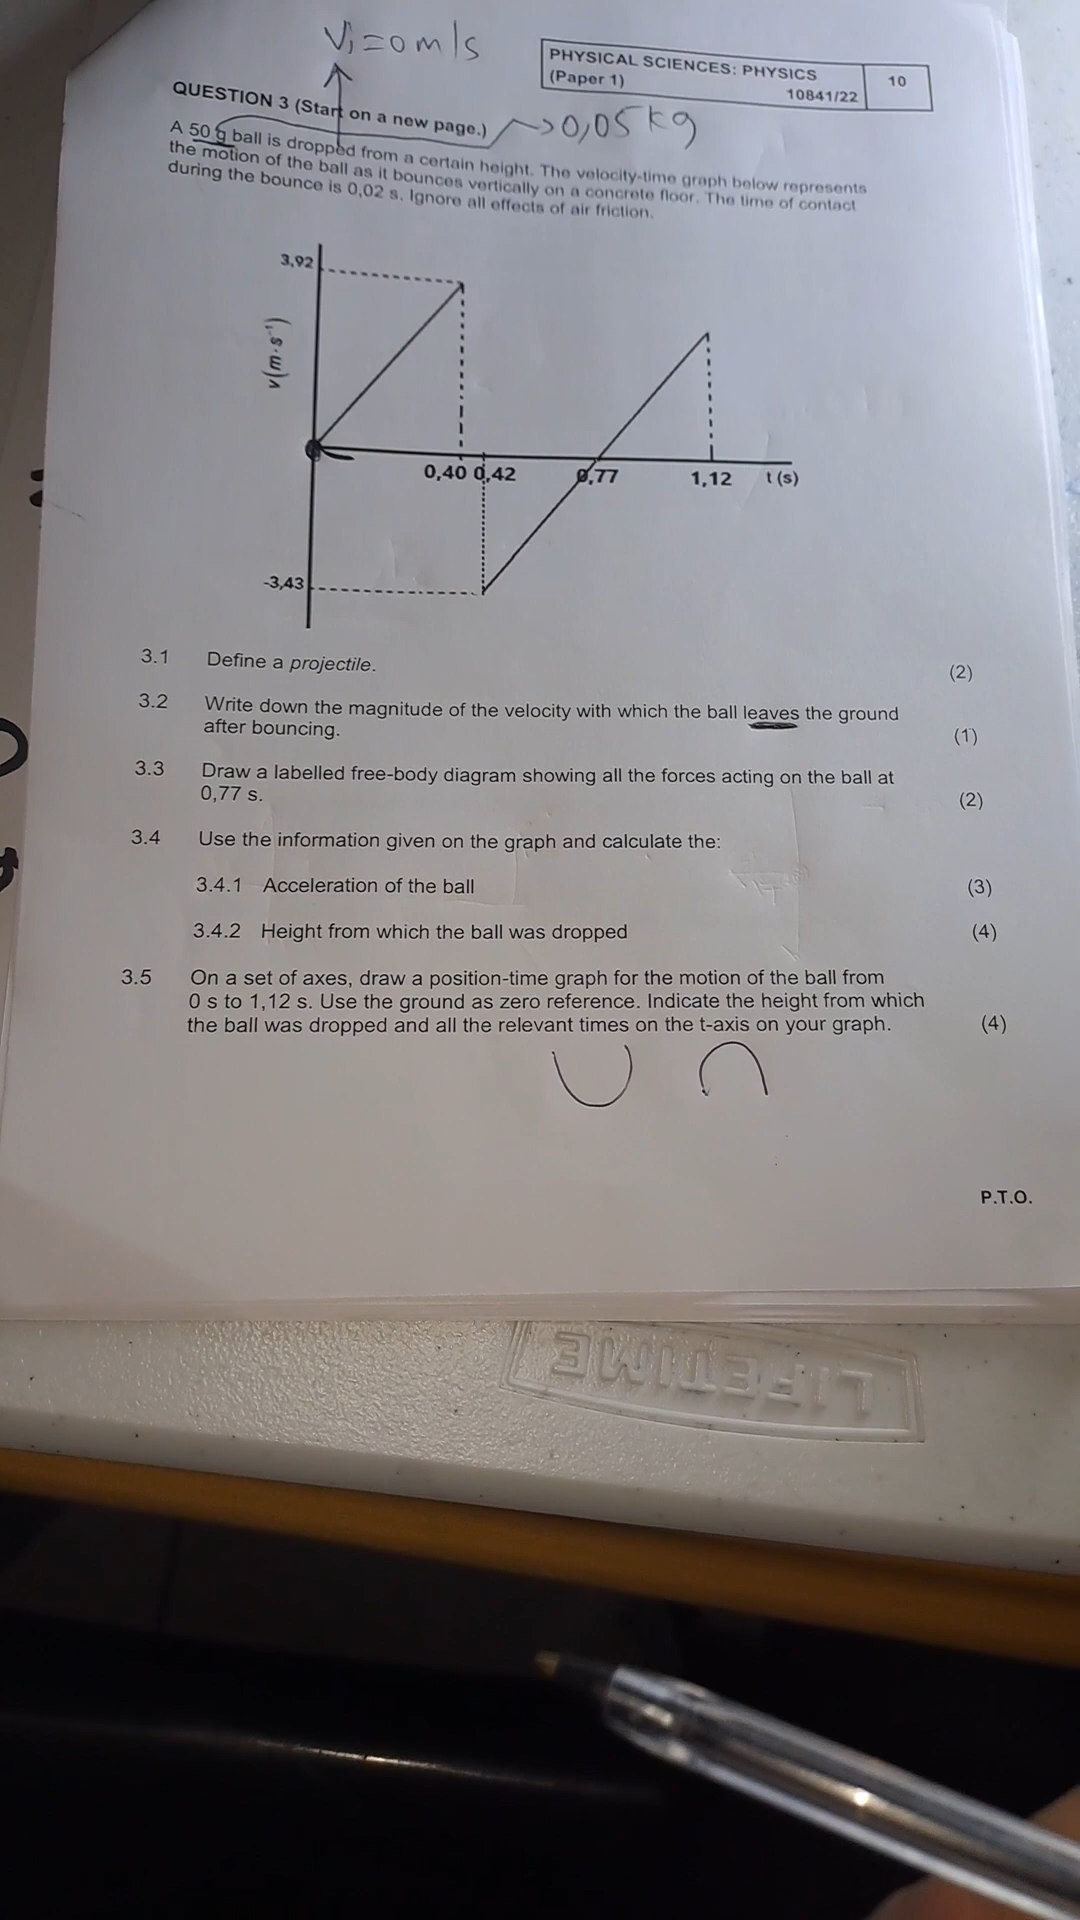 Vi = 0 m/s
PHYSICAL SCIENCES: PHYSICS
(Paper 1)
10841/22
10
QUESTION 3 (Start on a new page.)
0,05 kg
A 50 g ball is dropped from a certain height. The velocity-time graph below represents
the motion of the ball as it bounces vertically on a concrete floor. The time of contact
during the bounce is 0,02 s. Ignore all effects of air friction.
3,92
v(m·s⁻¹)
0,40 0,42 0,77 1,12 t (s)
-3,43
3.1 Define a projectile. (2)
3.2 Write down the magnitude of the velocity with which the ball leaves the ground
after bouncing. (1)
3.3 Draw a labelled free-body diagram showing all the forces acting on the ball at
0,77 s. (2)
3.4 Use the information given on the graph and calculate the:
3.4.1 Acceleration of the ball (3)
3.4.2 Height from which the ball was dropped (4)
3.5 On a set of axes, draw a position-time graph for the motion of the ball from
0 s to 1,12 s. Use the ground as zero reference. Indicate the height from which
the ball was dropped and all the relevant times on the t-axis on your graph. (4)
P.T.O.
LIFETIME